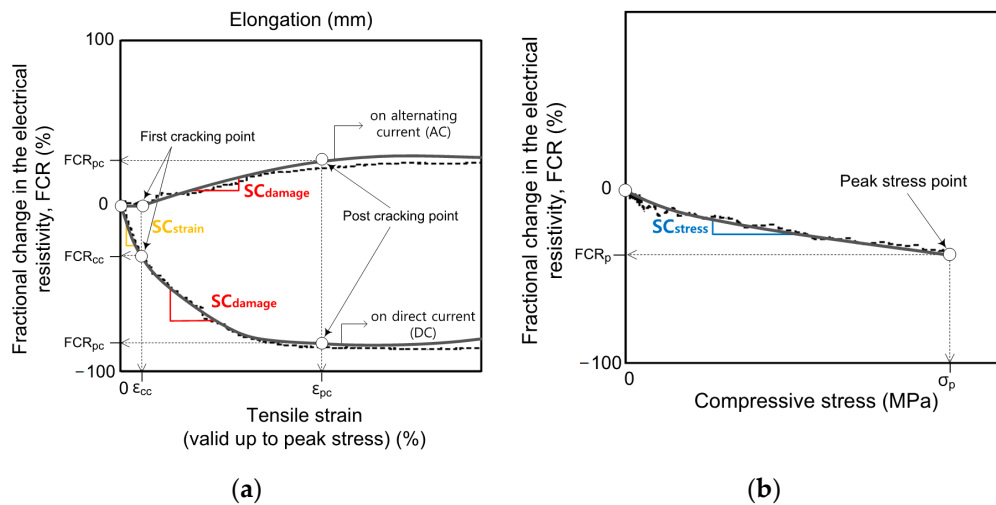 Elongation (mm)
100
Fractional change in the electrical
resistivity, FCR (%)
on alternating
current (AC)
First cracking point
FCRpc
SCdamage
0
SCstrain
Post cracking point
FCRcc
SCdamage
on direct current
(DC)
FCRpc
−100
0 εcc
εpc
Tensile strain
(valid up to peak stress) (%)
(a)
Fractional change in the electrical
resistivity, FCR (%)
0
Peak stress point
SCstress
FCRp
−100
0
σp
Compressive stress (MPa)
(b)